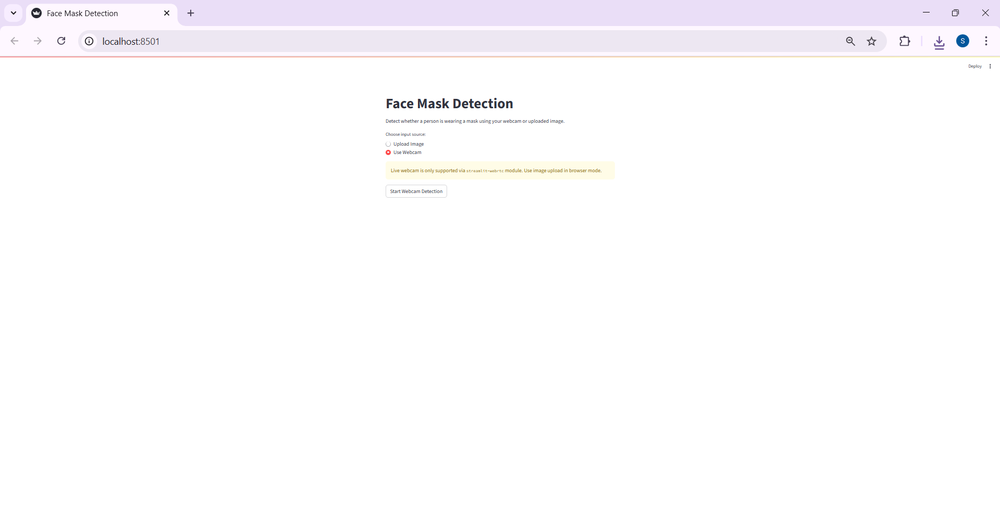 Face Mask Detection
localhost:8501
S
Deploy
Face Mask Detection
Detect whether a person is wearing a mask using your webcam or uploaded image.
Choose input source:
Upload Image
Use Webcam
Live webcam is only supported via streamlit-webrtc module. Use image upload in browser mode.
Start Webcam Detection